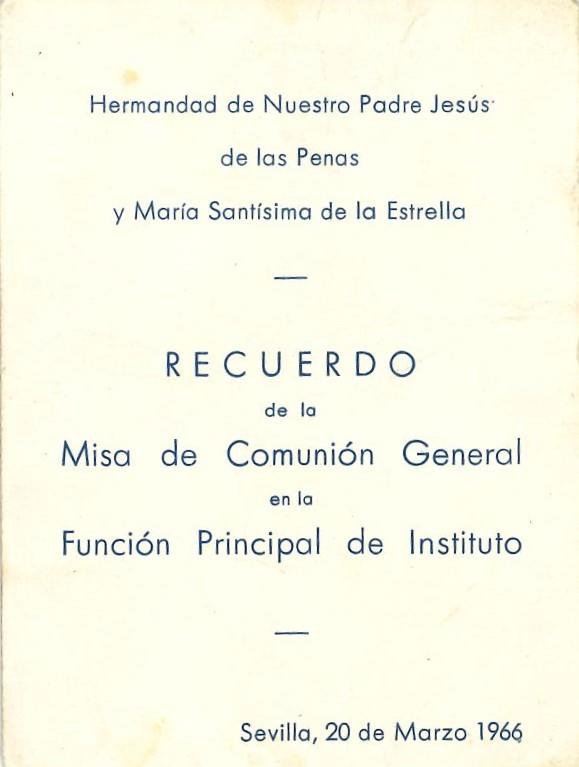 Hermandad de Nuestro Padre Jesús
de las Penas
y María Santísima de la Estrella
RECUERDO
de la
Misa de Comunión General
en la
Función Principal de Instituto
Sevilla, 20 de Marzo 1966